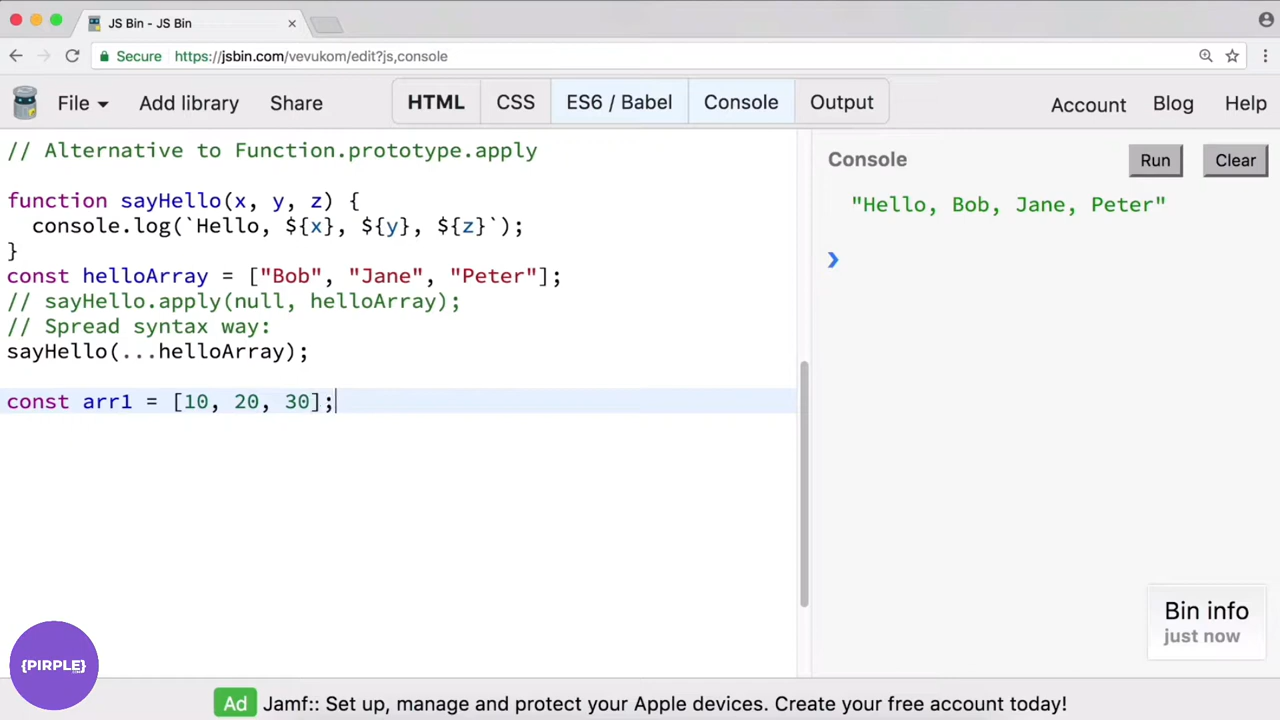 JS Bin - JS Bin
Secure https://jsbin.com/vevukom/edit?js,console
File Add library Share HTML CSS ES6 / Babel Console Output Account Blog Help
// Alternative to Function.prototype.apply
function sayHello(x, y, z) {
console.log(`Hello, ${x}, ${y}, ${z}`);
}
const helloArray = ["Bob", "Jane", "Peter"];
// sayHello.apply(null, helloArray);
// Spread syntax way:
sayHello(...helloArray);
const arr1 = [10, 20, 30];
Console Run Clear
"Hello, Bob, Jane, Peter"
Bin info
just now
{PIRPLE}
Ad Jamf:: Set up, manage and protect your Apple devices. Create your free account today!